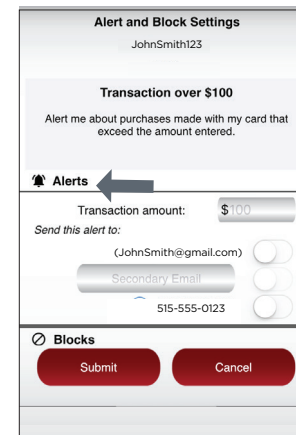 Alert and Block Settings
JohnSmith123
Transaction over $100
Alert me about purchases made with my card that
exceed the amount entered.
Alerts
Transaction amount: $100
Send this alert to:
(JohnSmith@gmail.com)
Secondary Email
515-555-0123
Blocks
Submit Cancel